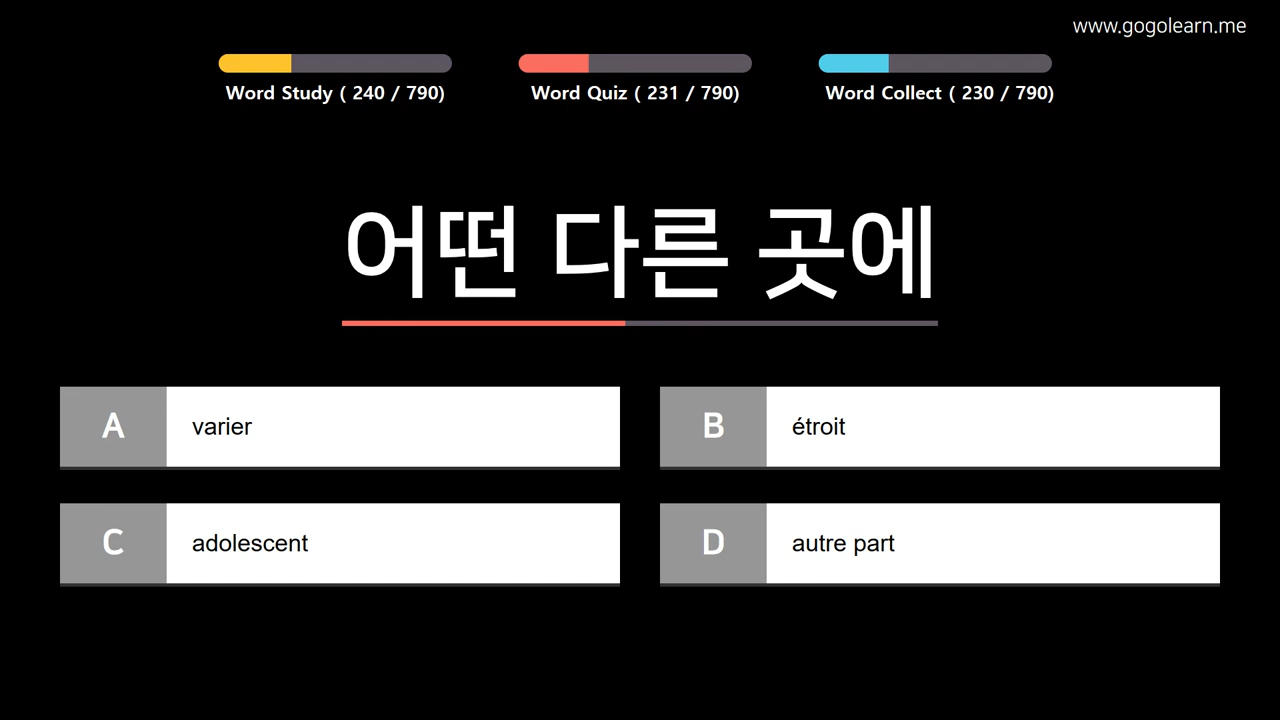 www.gogolearn.me
Word Study ( 240 / 790)
Word Quiz ( 231 / 790)
Word Collect ( 230 / 790)
어떤 다른 곳에
A varier
B étroit
C adolescent
D autre part